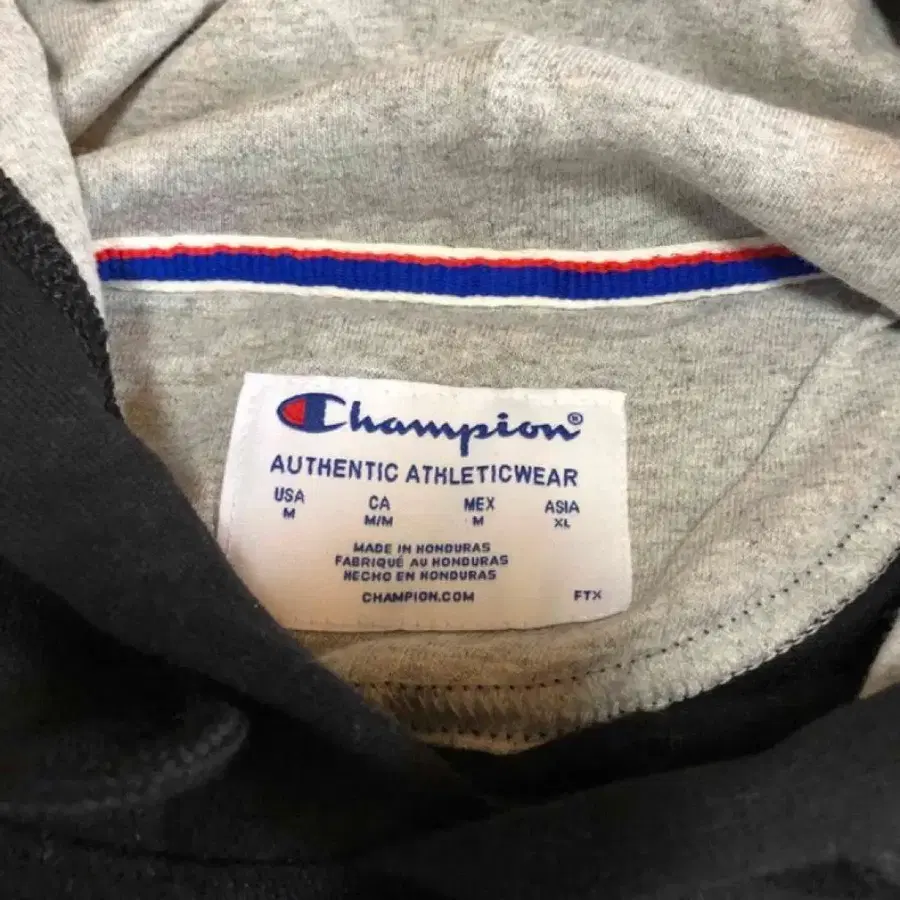 Champion®
AUTHENTIC ATHLETICWEAR
USA CA MEX ASIA
M M/M M XL
MADE IN HONDURAS
FABRIQUÉ AU HONDURAS
HECHO EN HONDURAS
CHAMPION.COM FTX